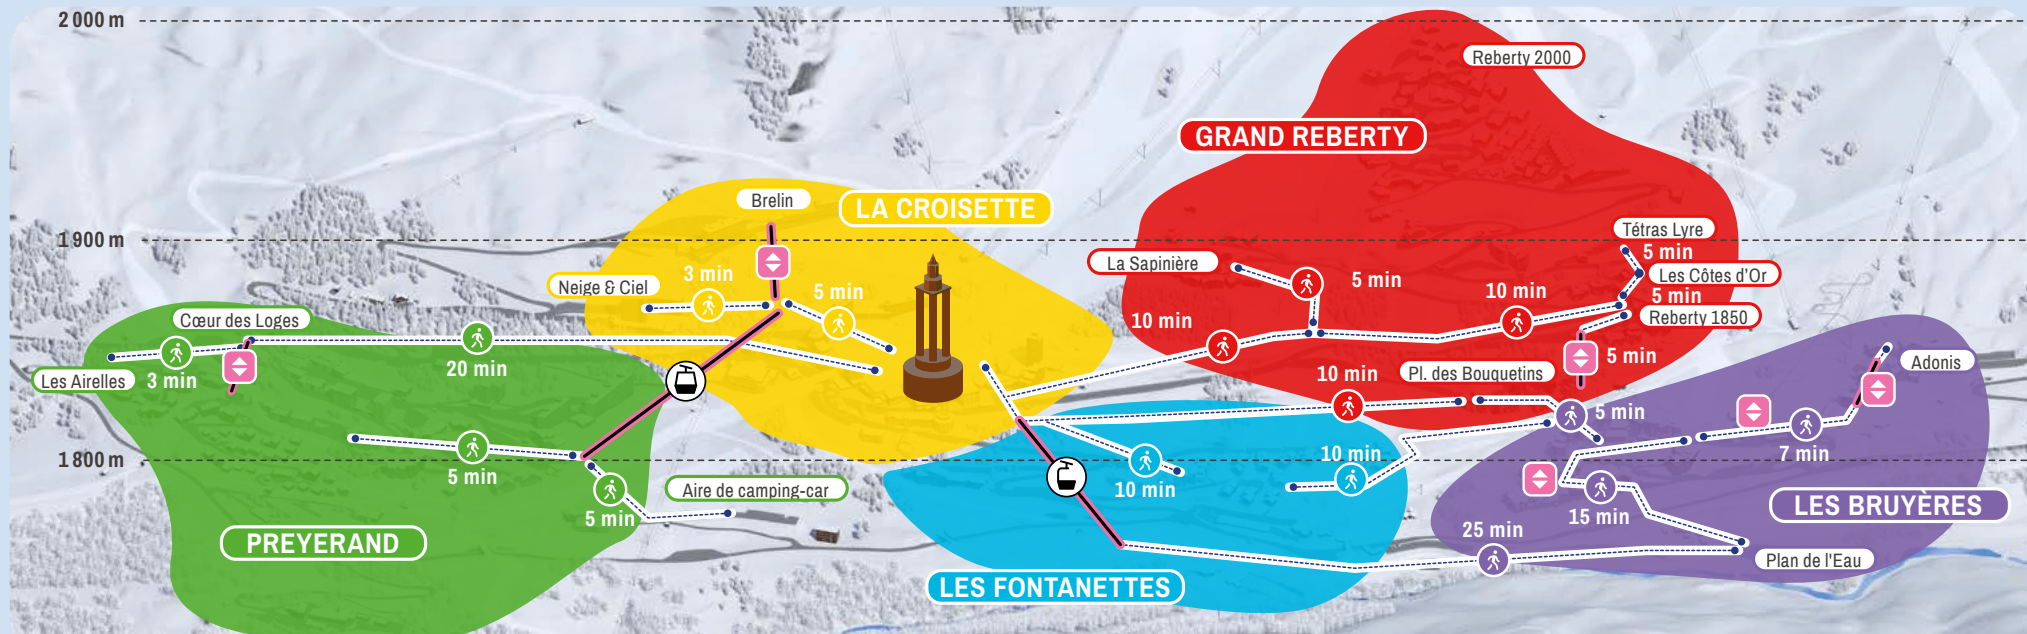 2 000 m
Reberty 2000
GRAND REBERTY
Brelin
LA CROISETTE
Tétras Lyre
1 900 m
5 min
La Sapinière
Les Côtes d'Or
3 min
Neige & Ciel
5 min
5 min
10 min
5 min
Reberty 1850
Cœur des Loges
10 min
5 min
Adonis
20 min
Les Airelles
3 min
10 min
Pl. des Bouquetins
5 min
1 800 m
10 min
7 min
5 min
10 min
Aire de camping-car
5 min
LES BRUYÈRES
15 min
25 min
PREYERAND
Plan de l'Eau
LES FONTANETTES